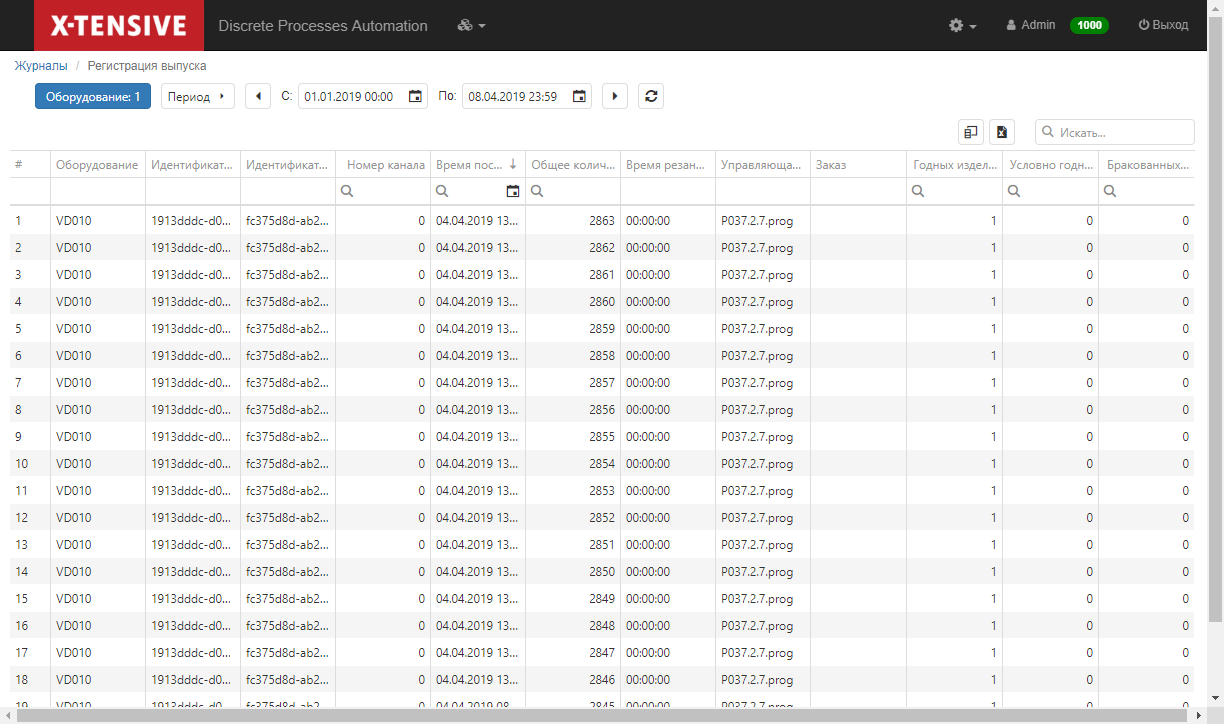 X-TENSIVE Discrete Processes Automation Admin 1000 Выход
Журналы / Регистрация выпуска
Оборудование: 1 Период С: 01.01.2019 00:00 По: 08.04.2019 23:59
Искать...
# Оборудование Идентификат... Идентификат... Номер канала Время пос... Общее колич... Время резан... Управляюща... Заказ Годных издел... Условно годн... Бракованных...
1 VD010 1913dddc-d0... fc375d8d-ab2... 0 04.04.2019 13... 2863 00:00:00 P037.2.7.prog 1 0 0
2 VD010 1913dddc-d0... fc375d8d-ab2... 0 04.04.2019 13... 2862 00:00:00 P037.2.7.prog 1 0 0
3 VD010 1913dddc-d0... fc375d8d-ab2... 0 04.04.2019 13... 2861 00:00:00 P037.2.7.prog 1 0 0
4 VD010 1913dddc-d0... fc375d8d-ab2... 0 04.04.2019 13... 2860 00:00:00 P037.2.7.prog 1 0 0
5 VD010 1913dddc-d0... fc375d8d-ab2... 0 04.04.2019 13... 2859 00:00:00 P037.2.7.prog 1 0 0
6 VD010 1913dddc-d0... fc375d8d-ab2... 0 04.04.2019 13... 2858 00:00:00 P037.2.7.prog 1 0 0
7 VD010 1913dddc-d0... fc375d8d-ab2... 0 04.04.2019 13... 2857 00:00:00 P037.2.7.prog 1 0 0
8 VD010 1913dddc-d0... fc375d8d-ab2... 0 04.04.2019 13... 2856 00:00:00 P037.2.7.prog 1 0 0
9 VD010 1913dddc-d0... fc375d8d-ab2... 0 04.04.2019 13... 2855 00:00:00 P037.2.7.prog 1 0 0
10 VD010 1913dddc-d0... fc375d8d-ab2... 0 04.04.2019 13... 2854 00:00:00 P037.2.7.prog 1 0 0
11 VD010 1913dddc-d0... fc375d8d-ab2... 0 04.04.2019 13... 2853 00:00:00 P037.2.7.prog 1 0 0
12 VD010 1913dddc-d0... fc375d8d-ab2... 0 04.04.2019 13... 2852 00:00:00 P037.2.7.prog 1 0 0
13 VD010 1913dddc-d0... fc375d8d-ab2... 0 04.04.2019 13... 2851 00:00:00 P037.2.7.prog 1 0 0
14 VD010 1913dddc-d0... fc375d8d-ab2... 0 04.04.2019 13... 2850 00:00:00 P037.2.7.prog 1 0 0
15 VD010 1913dddc-d0... fc375d8d-ab2... 0 04.04.2019 13... 2849 00:00:00 P037.2.7.prog 1 0 0
16 VD010 1913dddc-d0... fc375d8d-ab2... 0 04.04.2019 13... 2848 00:00:00 P037.2.7.prog 1 0 0
17 VD010 1913dddc-d0... fc375d8d-ab2... 0 04.04.2019 13... 2847 00:00:00 P037.2.7.prog 1 0 0
18 VD010 1913dddc-d0... fc375d8d-ab2... 0 04.04.2019 13... 2846 00:00:00 P037.2.7.prog 1 0 0